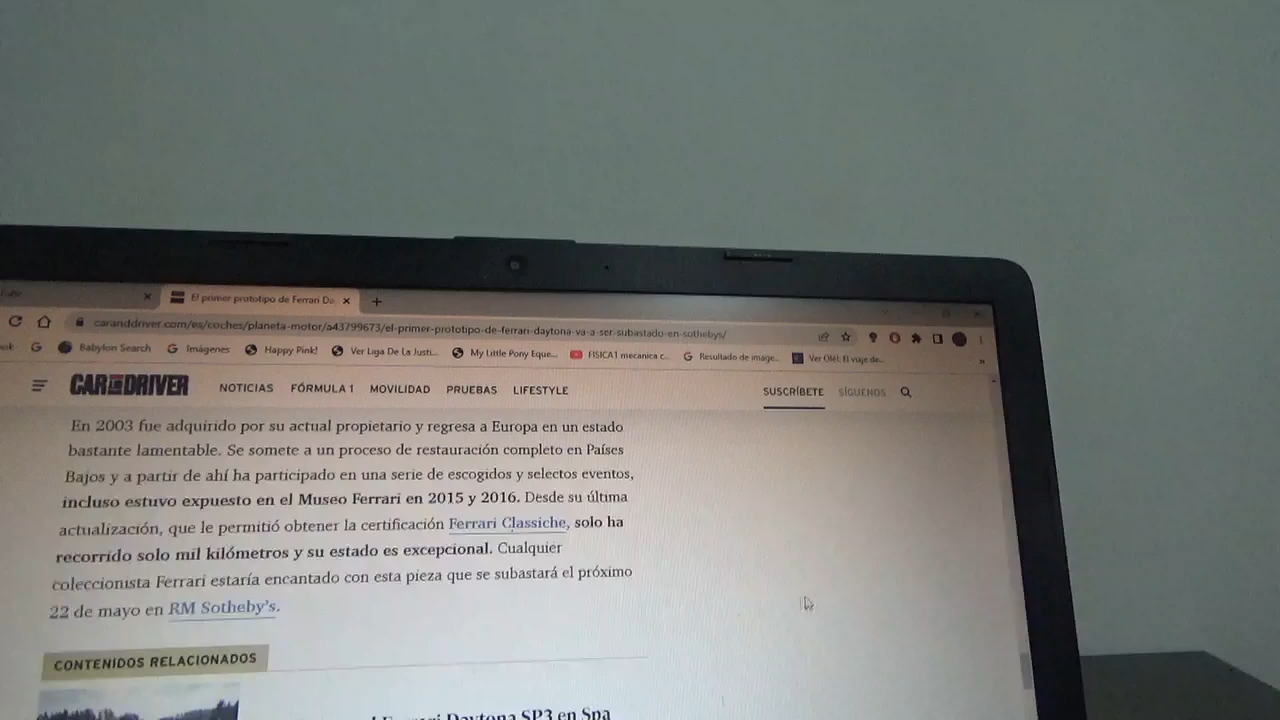 El primer prototipo de Ferrari Da
caranddriver.com/es/coches/planeta-motor/a43799673/el-primer-prototipo-de-ferrari-daytona-va-a-ser-subastado-en-sothebys/
Babylon Search Imágenes Happy Pink! Ver Liga De La Justi... My Little Pony Eque... FISICA1 mecanica c... Resultado de image... Ver Olé!: El viaje de... »
CAR AND DRIVER NOTICIAS FÓRMULA 1 MOVILIDAD PRUEBAS LIFESTYLE SUSCRÍBETE SÍGUENOS
En 2003 fue adquirido por su actual propietario y regresa a Europa en un estado
bastante lamentable. Se somete a un proceso de restauración completo en Países
Bajos y a partir de ahí ha participado en una serie de escogidos y selectos eventos,
incluso estuvo expuesto en el Museo Ferrari en 2015 y 2016. Desde su última
actualización, que le permitió obtener la certificación Ferrari Classiche, solo ha
recorrido solo mil kilómetros y su estado es excepcional. Cualquier
coleccionista Ferrari estaría encantado con esta pieza que se subastará el próximo
22 de mayo en RM Sotheby's.
CONTENIDOS RELACIONADOS
Ferrari Daytona SP3 en Spa